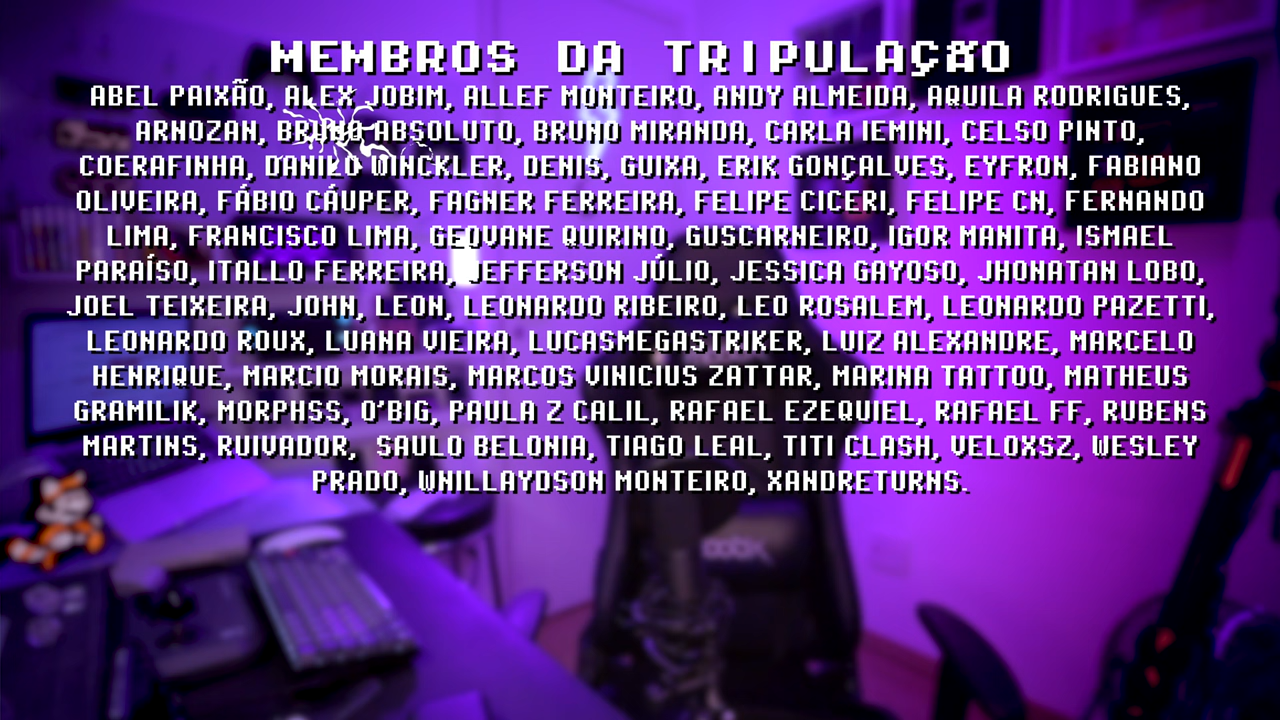 MEMBROS DA TRIPULAÇÃO
ABEL PAIXÃO, ALEX JOBIM, ALLEF MONTEIRO, ANDY ALMEIDA, AQUILA RODRIGUES,
ARNOZAN, BRUNO ABSOLUTO, BRUNO MIRANDA, CARLA IEMINI, CELSO PINTO,
COERAFINHA, DANILO WINCKLER, DENIS, GUIXA, ERIK GONÇALVES, EYFRON, FABIANO
OLIVEIRA, FÁBIO CÁUPER, FAGNER FERREIRA, FELIPE CICERI, FELIPE CN, FERNANDO
LIMA, FRANCISCO LIMA, GEOVANE QUIRINO, GUSCARNEIRO, IGOR MANITA, ISMAEL
PARAÍSO, ITALLO FERREIRA, JEFFERSON JÚLIO, JESSICA GAYOSO, JHONATAN LOBO,
JOEL TEIXEIRA, JOHN, LEON, LEONARDO RIBEIRO, LEO ROSALEM, LEONARDO PAZETTI,
LEONARDO ROUX, LUANA VIEIRA, LUCASMEGASTRIKER, LUIZ ALEXANDRE, MARCELO
HENRIQUE, MARCIO MORAIS, MARCOS VINICIUS ZATTAR, MARINA TATTOO, MATHEUS
GRAMILIK, MORPHSS, O'BIG, PAULA Z CALIL, RAFAEL EZEQUIEL, RAFAEL FF, RUBENS
MARTINS, RUIVADOR, SAULO BELONIA, TIAGO LEAL, TITI CLASH, VELOXSZ, WESLEY
PRADO, WNILLAYDSON MONTEIRO, XANDRETURNS.